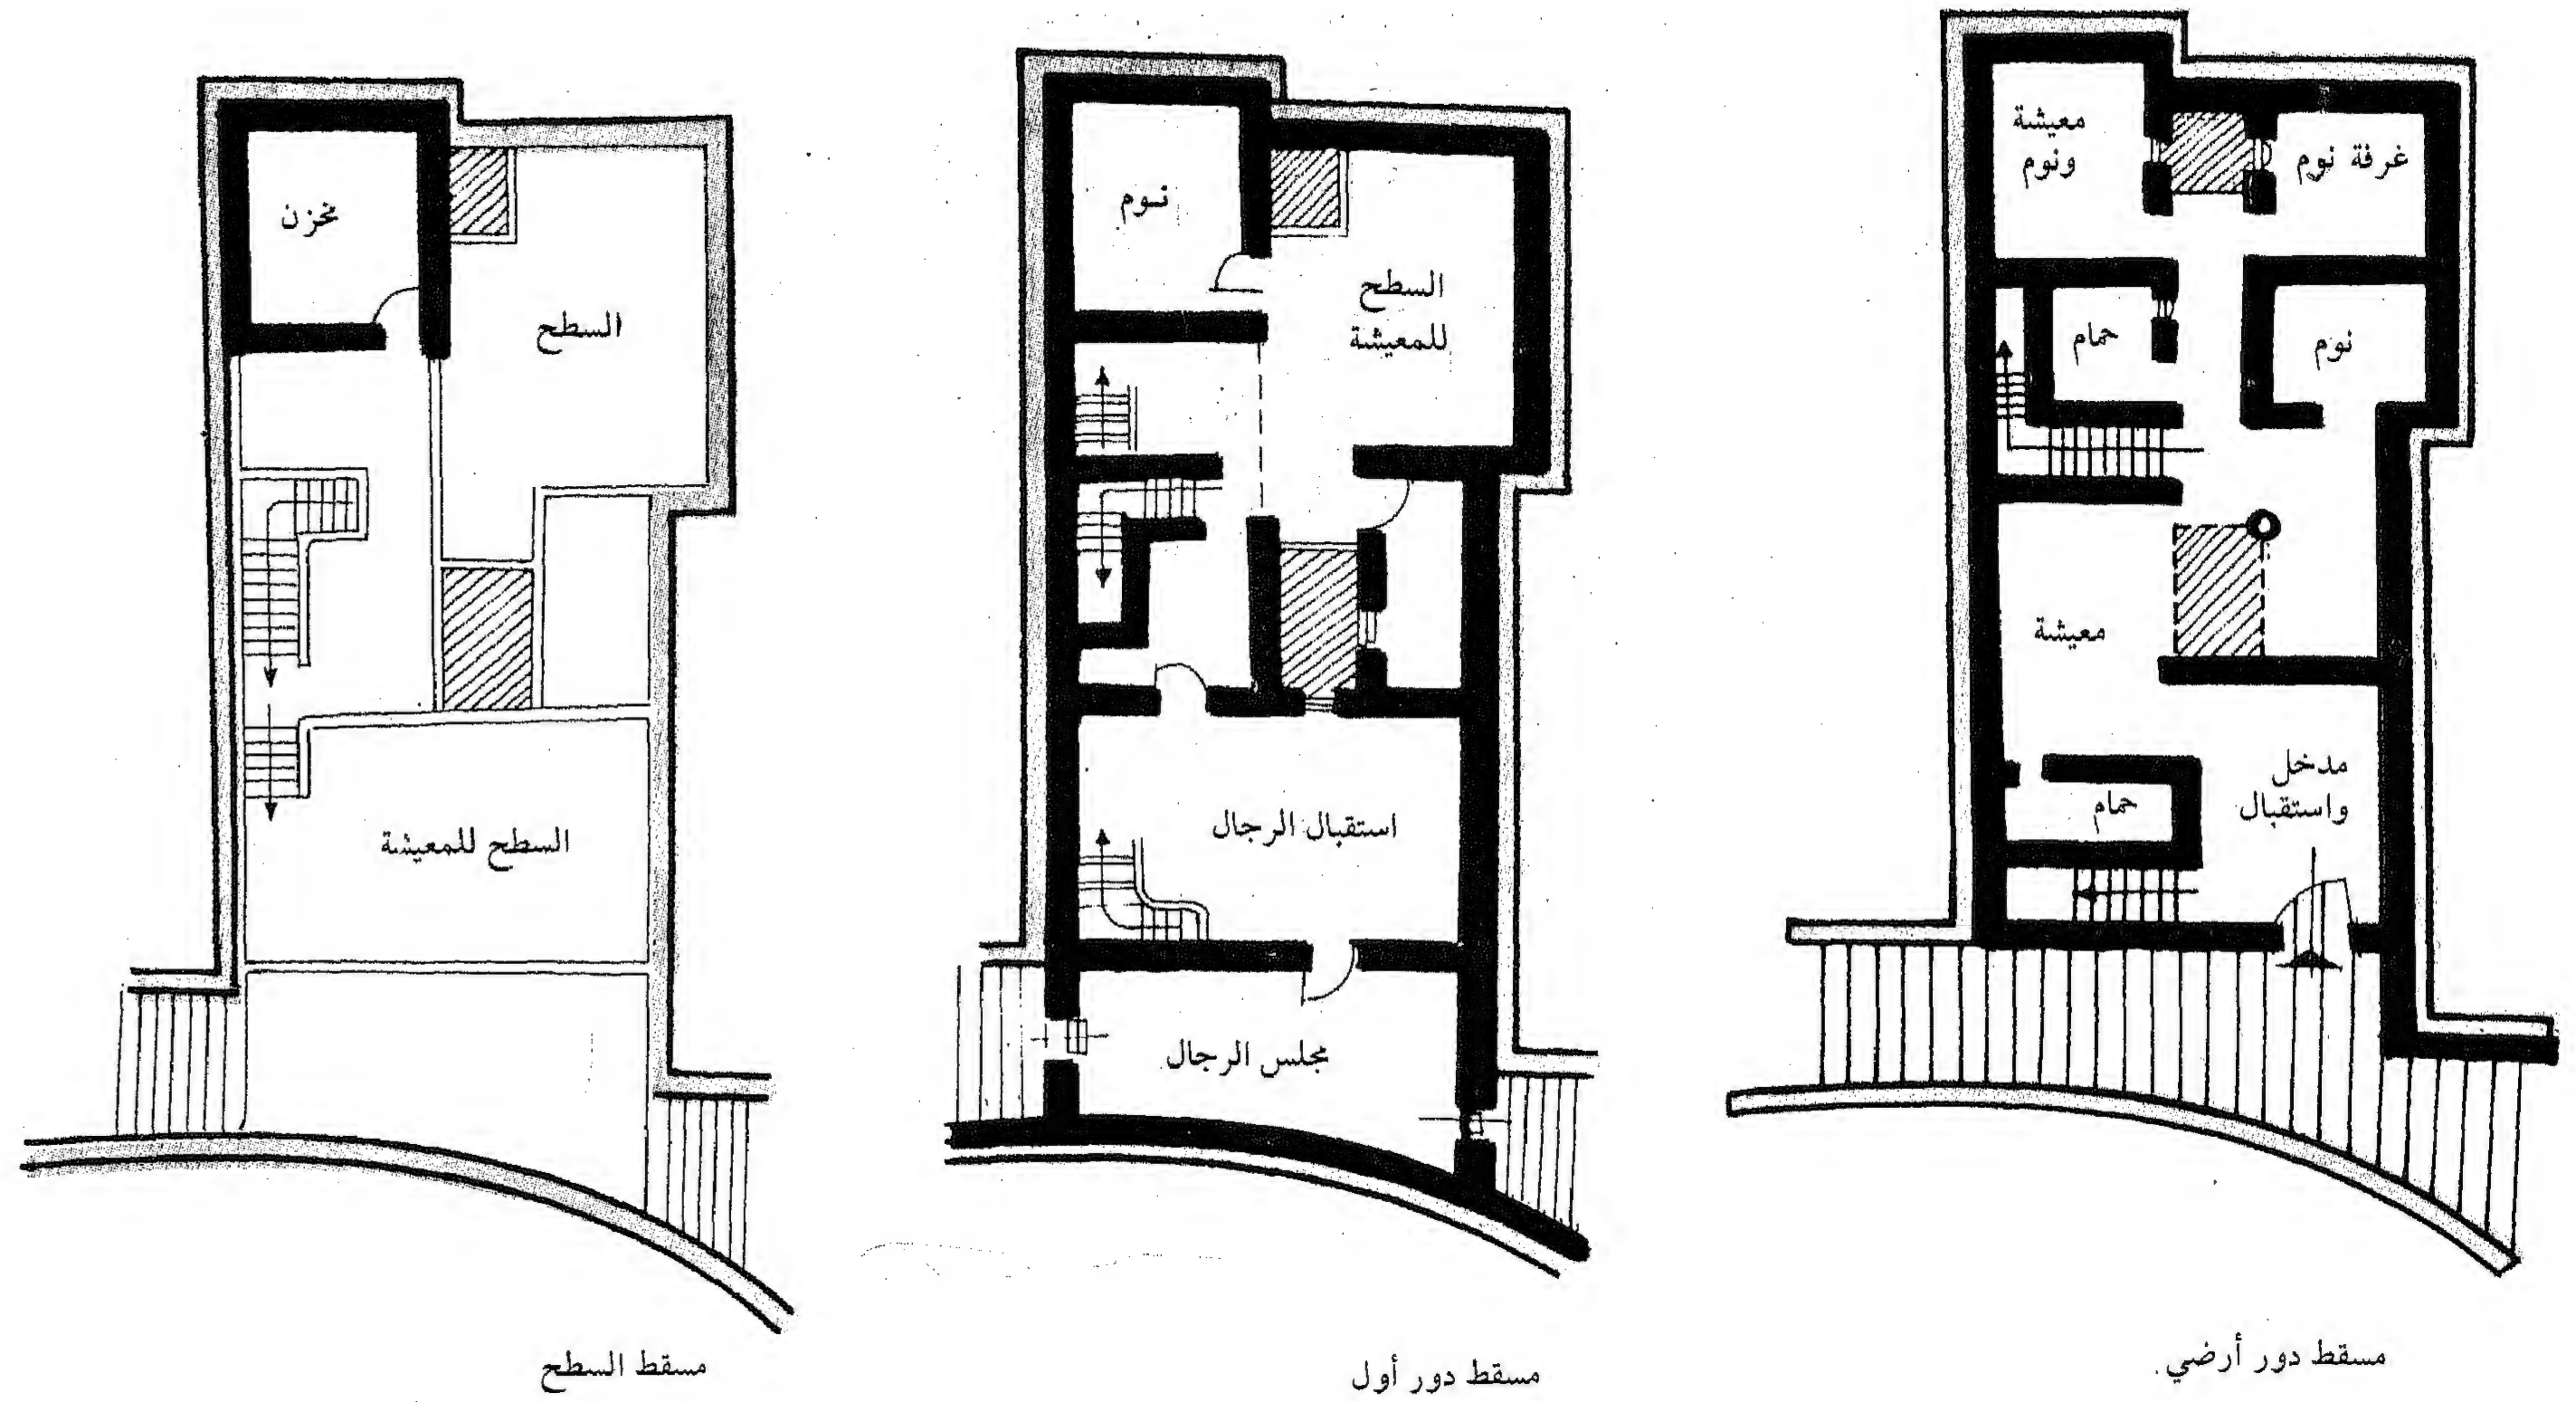 معيشة
ونوم
غرفة نوم
حمام
نوم
معيشة
مدخل
واستقبال
حمام
مسقط دور أرضي
نوم
السطح
للمعيشة
استقبال الرجال
مجلس الرجال
مسقط دور أول
مخزن
السطح
السطح للمعيشة
مسقط السطح